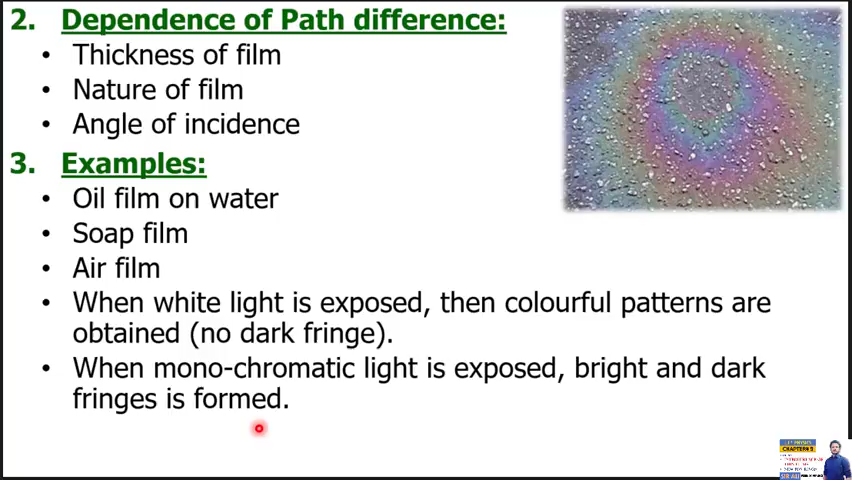 2. Dependence of Path difference:
• Thickness of film
• Nature of film
• Angle of incidence
3. Examples:
• Oil film on water
• Soap film
• Air film
• When white light is exposed, then colourful patterns are
obtained (no dark fringe).
• When mono-chromatic light is exposed, bright and dark
fringes is formed.
CHAPTER 9